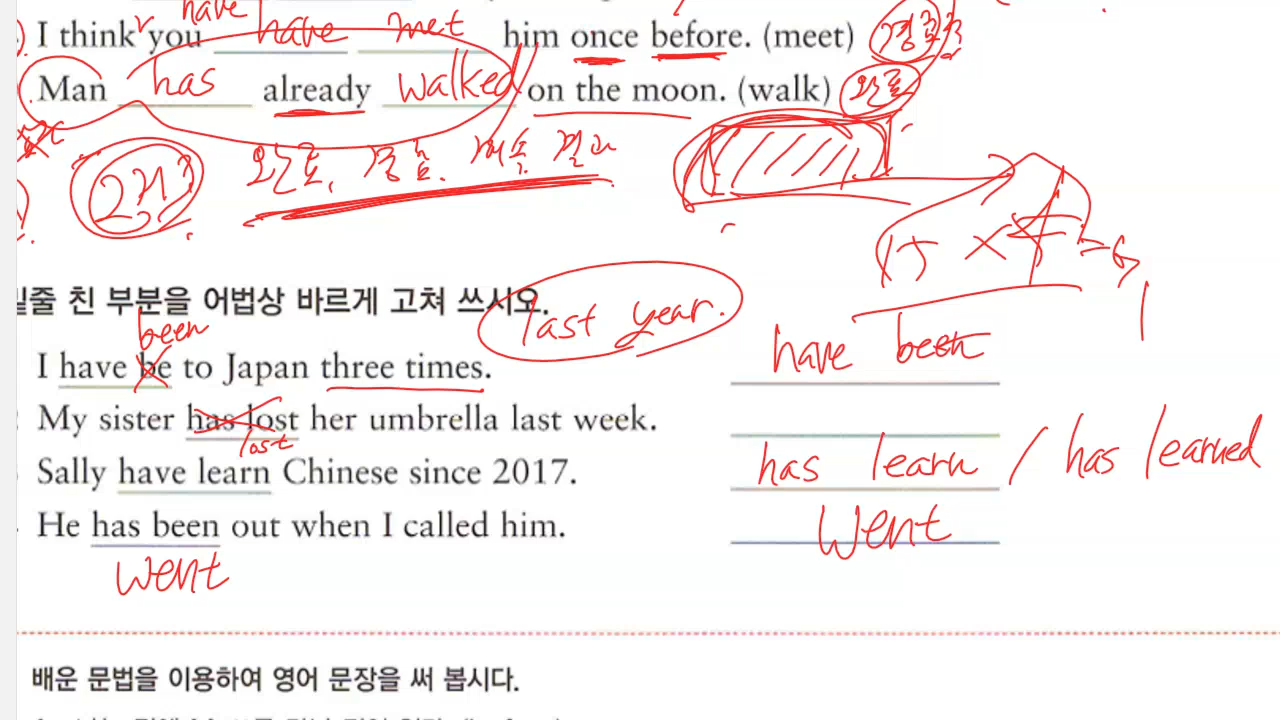 have
I think you have met him once before. (meet) 경험
Man has already walked on the moon. (walk) 완료
완료, 경험, 계속, 결과
밑줄 친 부분을 어법상 바르게 고쳐 쓰시오.
last year.
been
I have be to Japan three times. have been
My sister has lost her umbrella last week.
lost
Sally have learn Chinese since 2017. has learn / has learned
He has been out when I called him. went
went
배운 문법을 이용하여 영어 문장을 써 봅시다.